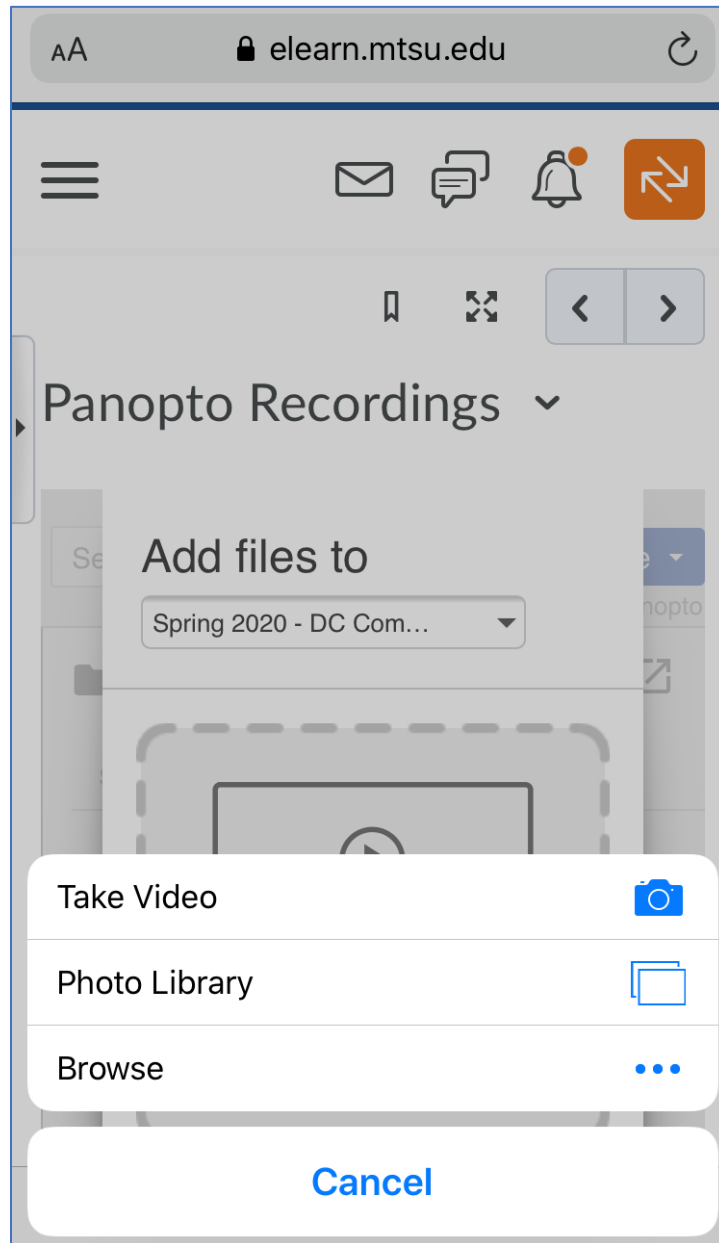 AA elearn.mtsu.edu
Panopto Recordings
Add files to
Spring 2020 - DC Com...
Take Video
Photo Library
Browse
Cancel